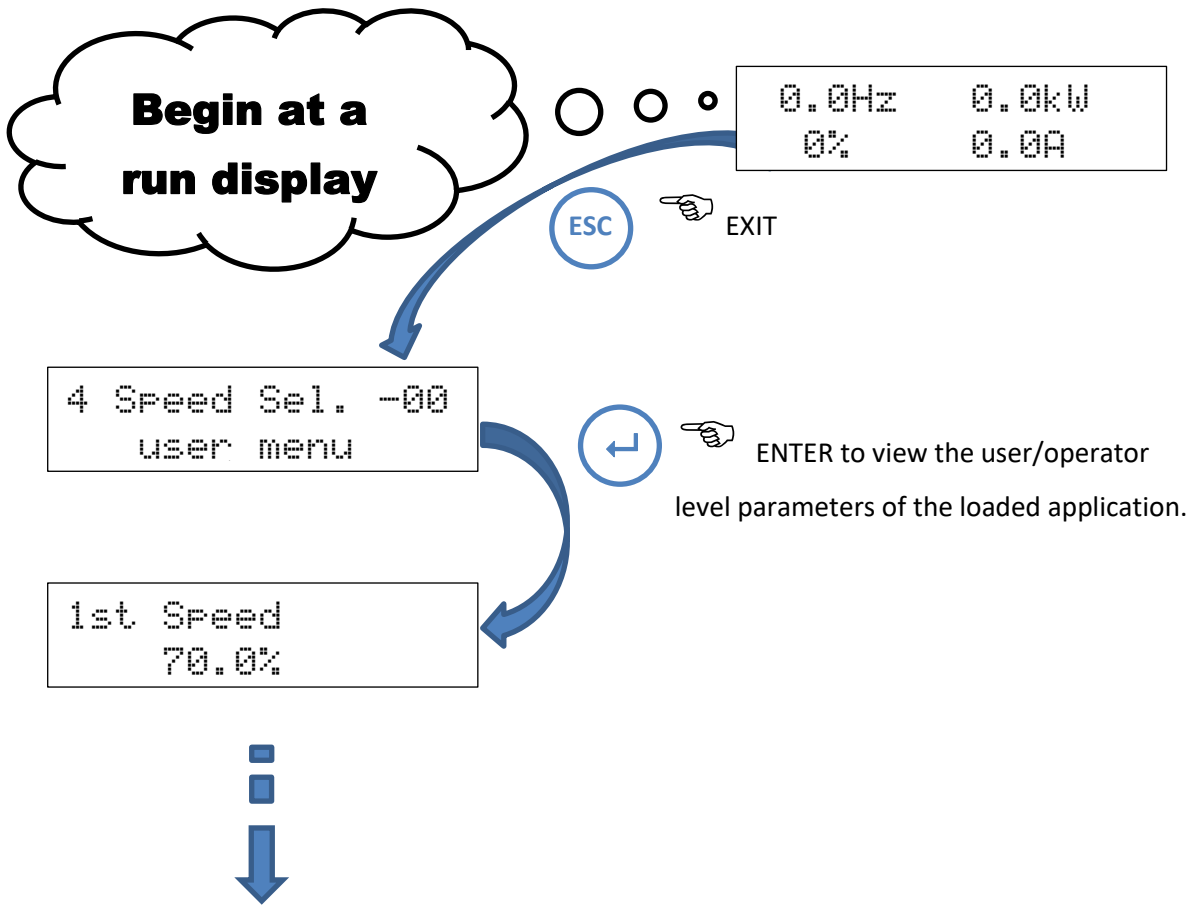 Begin at a
run display
0.0Hz 0.0kW
0% 0.0A
ESC
EXIT
4 Speed Sel. -00
user menu
ENTER to view the user/operator
level parameters of the loaded application.
1st Speed
70.0%